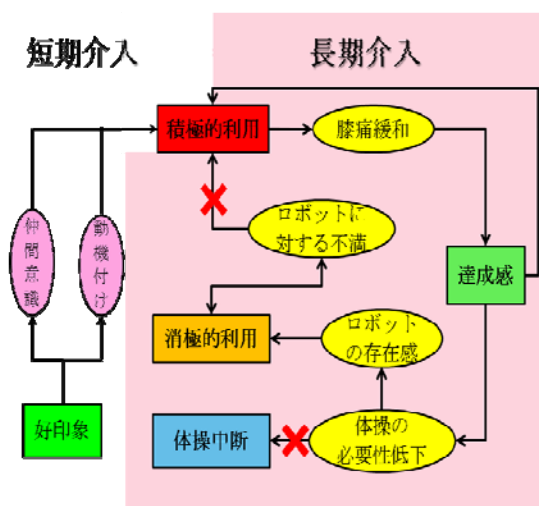 短期介入
長期介入
積極的利用
膝痛緩和
仲間意識
動機付け
ロボットに
対する不満
達成感
消極的利用
ロボット
の存在感
好印象
体操中断
体操の
必要性低下